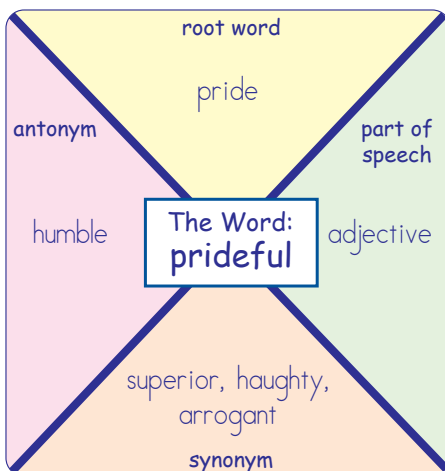 root word
pride
antonym
humble
part of
speech
adjective
The Word:
prideful
superior, haughty,
arrogant
synonym